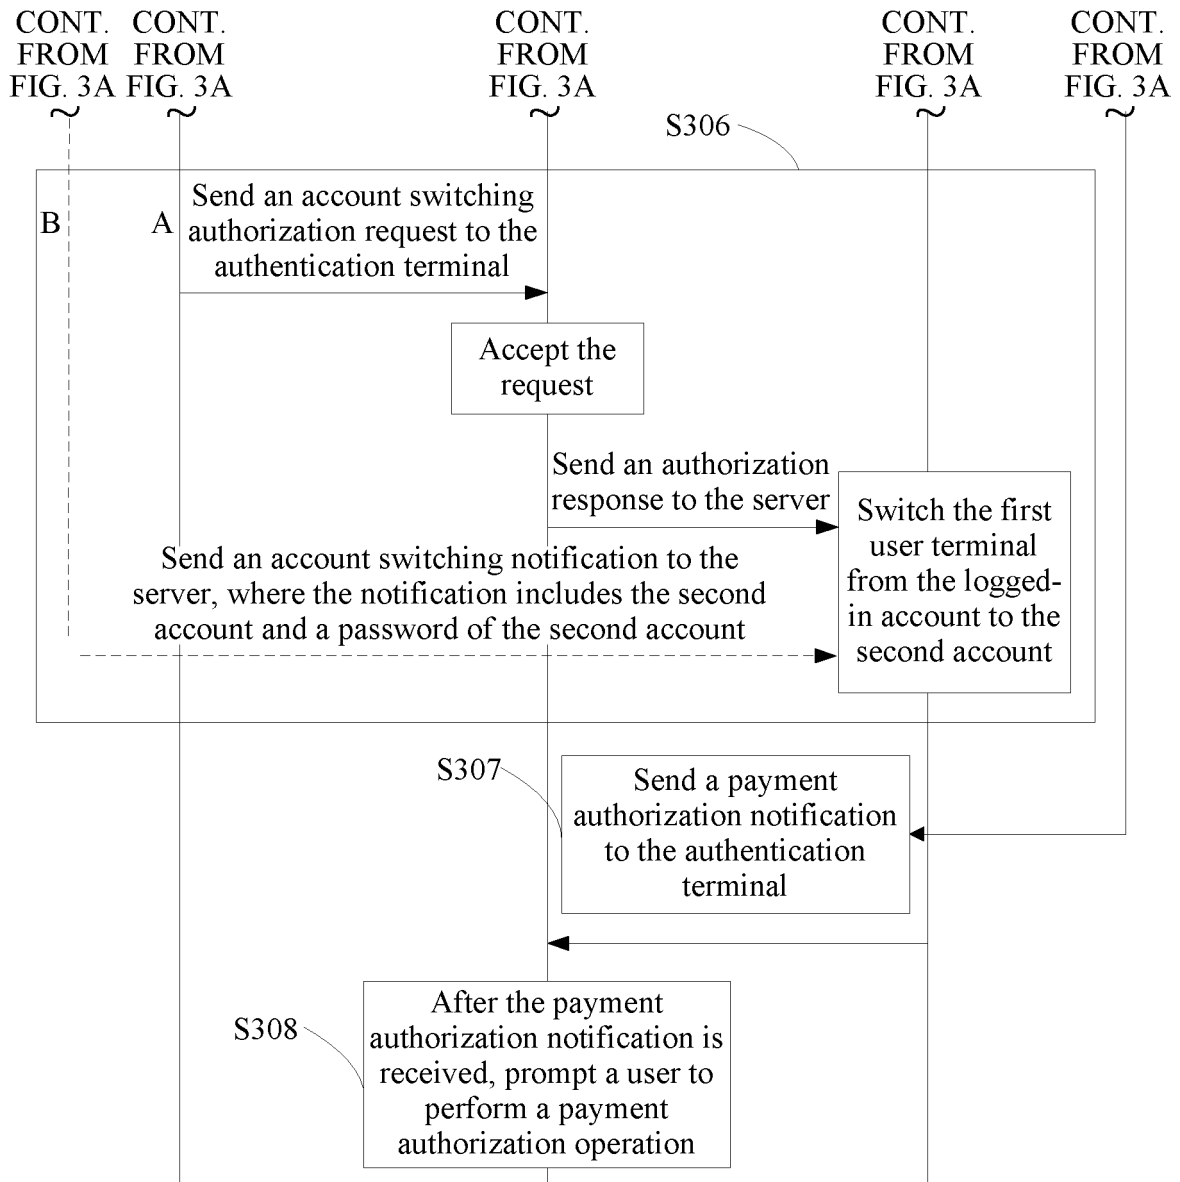 CONT. FROM FIG. 3A
CONT. FROM FIG. 3A
CONT. FROM FIG. 3A
CONT. FROM FIG. 3A
CONT. FROM FIG. 3A
S306
B
A
Send an account switching
authorization request to the
authentication terminal
Accept the
request
Send an authorization
response to the server
Switch the first
user terminal
from the logged-
in account to the
second account
Send an account switching notification to the
server, where the notification includes the second
account and a password of the second account
S307
Send a payment
authorization notification
to the authentication
terminal
S308
After the payment
authorization notification is
received, prompt a user to
perform a payment
authorization operation